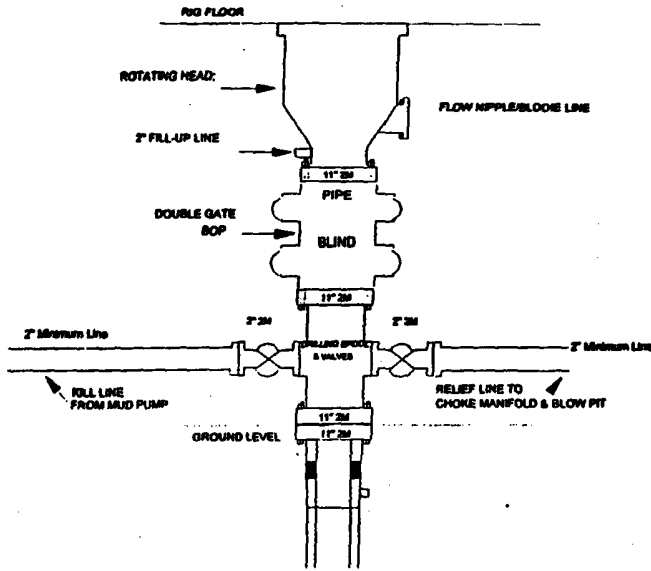 RIG FLOOR
ROTATING HEAD:
FLOW NIPPLE/BLOOIE LINE
2" FILL-UP LINE
11" 2M
PIPE
DOUBLE GATE
BOP
BLIND
11" 2M
2" 2M
2" 2M
2" Minimum Line
DRILLING SPOOL
& VALVES
2" Minimum Line
KILL LINE
FROM MUD PUMP
RELIEF LINE TO
CHOKE MANIFOLD & BLOW PIT
11" 2M
GROUND LEVEL
11" 2M